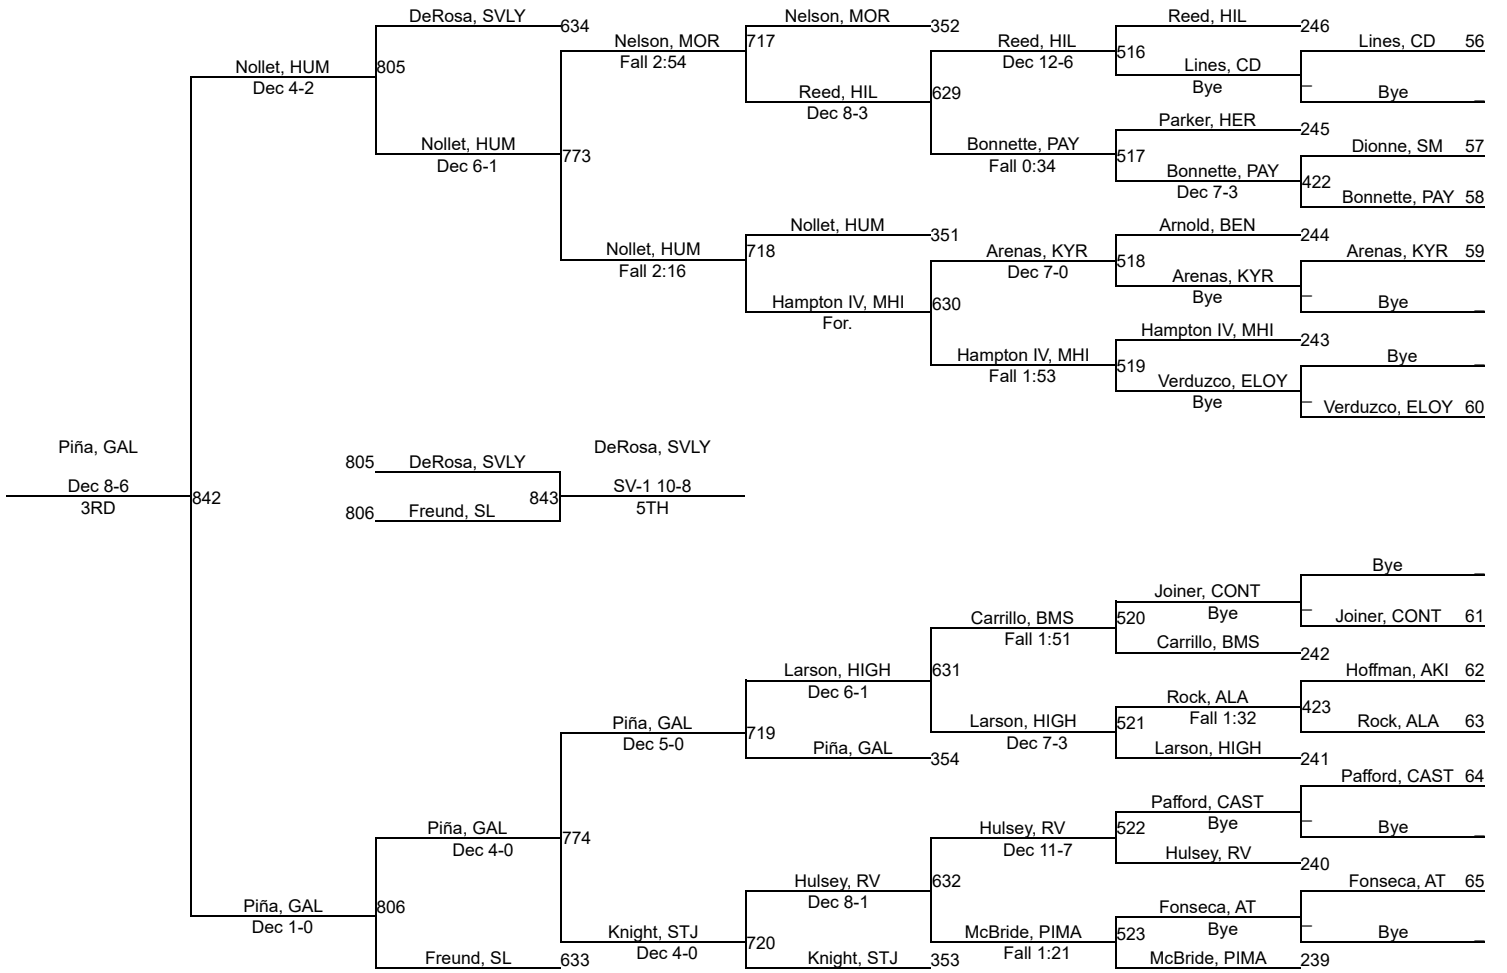 DeRosa, SVLY
634
Nelson, MOR
352
Reed, HIL
246
Nollet, HUM
Dec 4-2
805
Nelson, MOR
Fall 2:54
717
Reed, HIL
Dec 12-6
516
Lines, CD 56
Lines, CD
Bye
Bye
Reed, HIL
Dec 8-3
629
Parker, HER
245
Nollet, HUM
Dec 6-1
773
Bonnette, PAY
Fall 0:34
517
Dionne, SM 57
Bonnette, PAY
Dec 7-3
422
Bonnette, PAY 58
Nollet, HUM
351
Arnold, BEN
244
Nollet, HUM
Fall 2:16
718
Arenas, KYR
Dec 7-0
518
Arenas, KYR 59
Arenas, KYR
Bye
Bye
Hampton IV, MHI
For.
630
Hampton IV, MHI
243
Hampton IV, MHI
Fall 1:53
519
Bye
Verduzco, ELOY
Bye
Verduzco, ELOY 60
Piña, GAL
Dec 8-6
3RD
842
805 DeRosa, SVLY
806 Freund, SL
843
DeRosa, SVLY
SV-1 10-8
5TH
Bye
Joiner, CONT
Bye
Joiner, CONT 61
Carrillo, BMS
Fall 1:51
520
Carrillo, BMS
242
Larson, HIGH
Dec 6-1
631
Hoffman, AKI 62
Rock, ALA
Fall 1:32
423
Rock, ALA 63
Piña, GAL
Dec 5-0
719
Larson, HIGH
Dec 7-3
521
Larson, HIGH
241
Piña, GAL
354
Pafford, CAST 64
Pafford, CAST
Bye
Bye
Piña, GAL
Dec 4-0
774
Hulsey, RV
Dec 11-7
522
Hulsey, RV
240
Hulsey, RV
Dec 8-1
632
Fonseca, AT 65
Piña, GAL
Dec 1-0
806
Fonseca, AT
Bye
Bye
Knight, STJ
Dec 4-0
720
McBride, PIMA
Fall 1:21
523
Freund, SL
633
Knight, STJ
353
McBride, PIMA
239